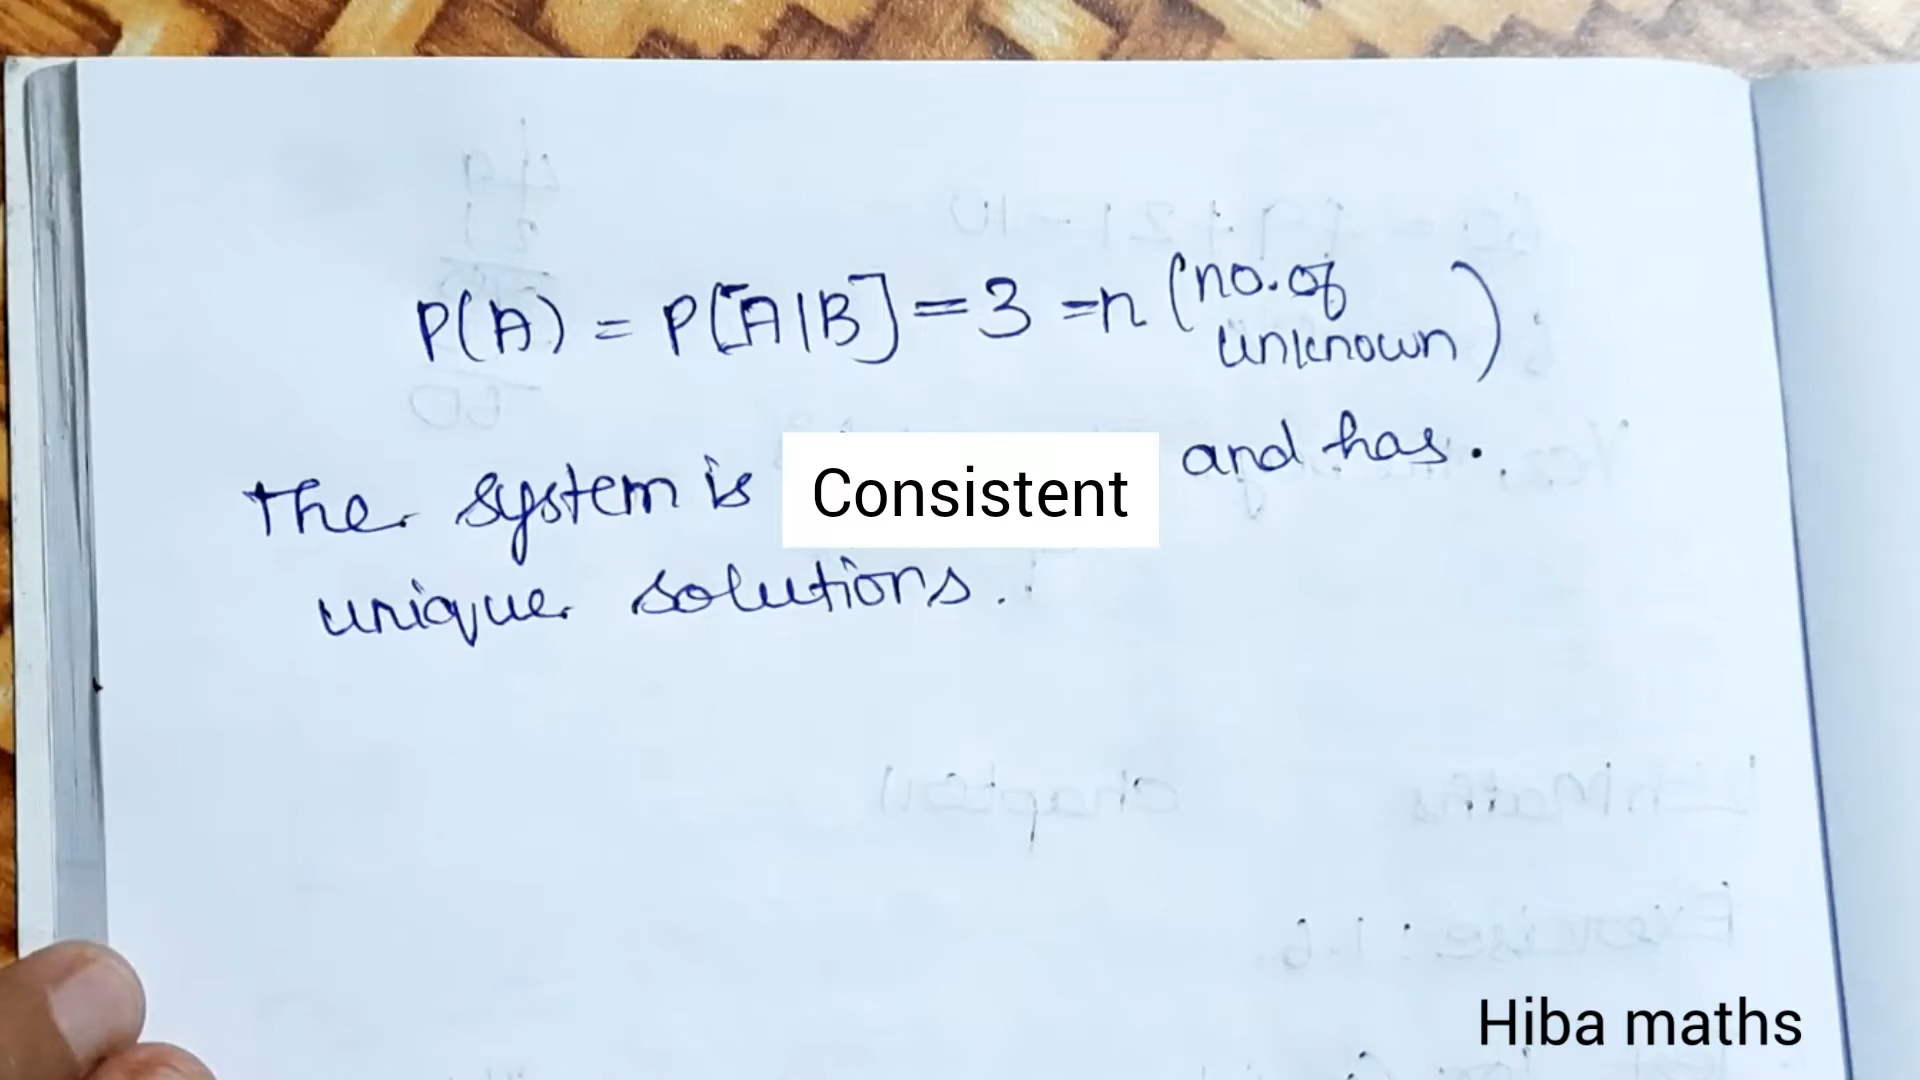 P(A) = P[A|B] = 3 = n (no. of unknown)
The system is Consistent and has.
unique solutions.
Hiba maths